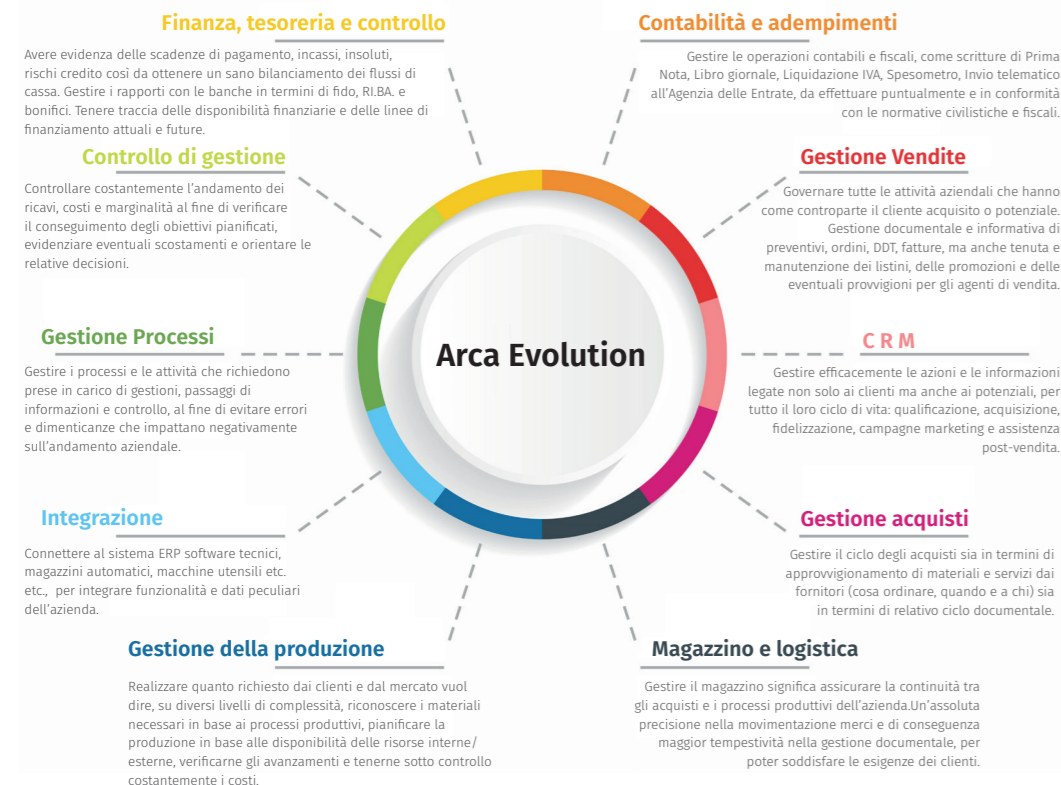 Finanza, tesoreria e controllo
Avere evidenza delle scadenze di pagamento, incassi, insoluti,
rischi credito così da ottenere un sano bilanciamento dei flussi di
cassa. Gestire i rapporti con le banche in termini di fido, RI.BA. e
bonifici. Tenere traccia delle disponibilità finanziarie e delle linee di
finanziamento attuali e future.
Contabilità e adempimenti
Gestire le operazioni contabili e fiscali, come scritture di Prima
Nota, Libro giornale, Liquidazione IVA, Spesometro, Invio telematico
all'Agenzia delle Entrate, da effettuare puntualmente e in conformità
con le normative civilistiche e fiscali.
Controllo di gestione
Controllare costantemente l'andamento dei
ricavi, costi e marginalità al fine di verificare
il conseguimento degli obiettivi pianificati,
evidenziare eventuali scostamenti e orientare le
relative decisioni.
Gestione Vendite
Governare tutte le attività aziendali che hanno
come controparte il cliente acquisito o potenziale.
Gestione documentale e informativa di
preventivi, ordini, DDT, fatture, ma anche tenuta e
manutenzione dei listini, delle promozioni e delle
eventuali provvigioni per gli agenti di vendita.
Gestione Processi
Gestire i processi e le attività che richiedono
prese in carico di gestioni, passaggi di
informazioni e controllo, al fine di evitare errori
e dimenticanze che impattano negativamente
sull'andamento aziendale.
Arca Evolution
C R M
Gestire efficacemente le azioni e le informazioni
legate non solo ai clienti ma anche ai potenziali, per
tutto il loro ciclo di vita: qualificazione, acquisizione,
fidelizzazione, campagne marketing e assistenza
post-vendita.
Integrazione
Connettere al sistema ERP software tecnici,
magazzini automatici, macchine utensili etc.
etc., per integrare funzionalità e dati peculiari
dell'azienda.
Gestione acquisti
Gestire il ciclo degli acquisti sia in termini di
approvvigionamento di materiali e servizi dai
fornitori (cosa ordinare, quando e a chi) sia
in termini di relativo ciclo documentale.
Gestione della produzione
Realizzare quanto richiesto dai clienti e dal mercato vuol
dire, su diversi livelli di complessità, riconoscere i materiali
necessari in base ai processi produttivi, pianificare la
produzione in base alle disponibilità delle risorse interne/
esterne, verificarne gli avanzamenti e tenerne sotto controllo
costantemente i costi.
Magazzino e logistica
Gestire il magazzino significa assicurare la continuità tra
gli acquisti e i processi produttivi dell'azienda.Un'assoluta
precisione nella movimentazione merci e di conseguenza
maggior tempestività nella gestione documentale, per
poter soddisfare le esigenze dei clienti.